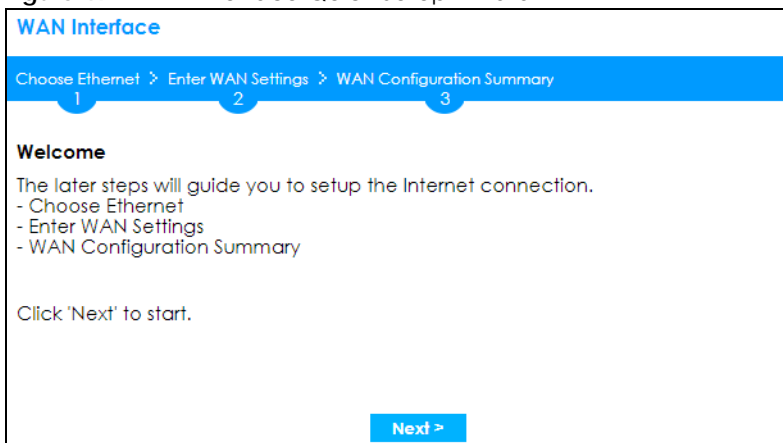 WAN Interface
Choose Ethernet > Enter WAN Settings > WAN Configuration Summary
1 2 3
Welcome
The later steps will guide you to setup the Internet connection.
- Choose Ethernet
- Enter WAN Settings
- WAN Configuration Summary
Click 'Next' to start.
Next >